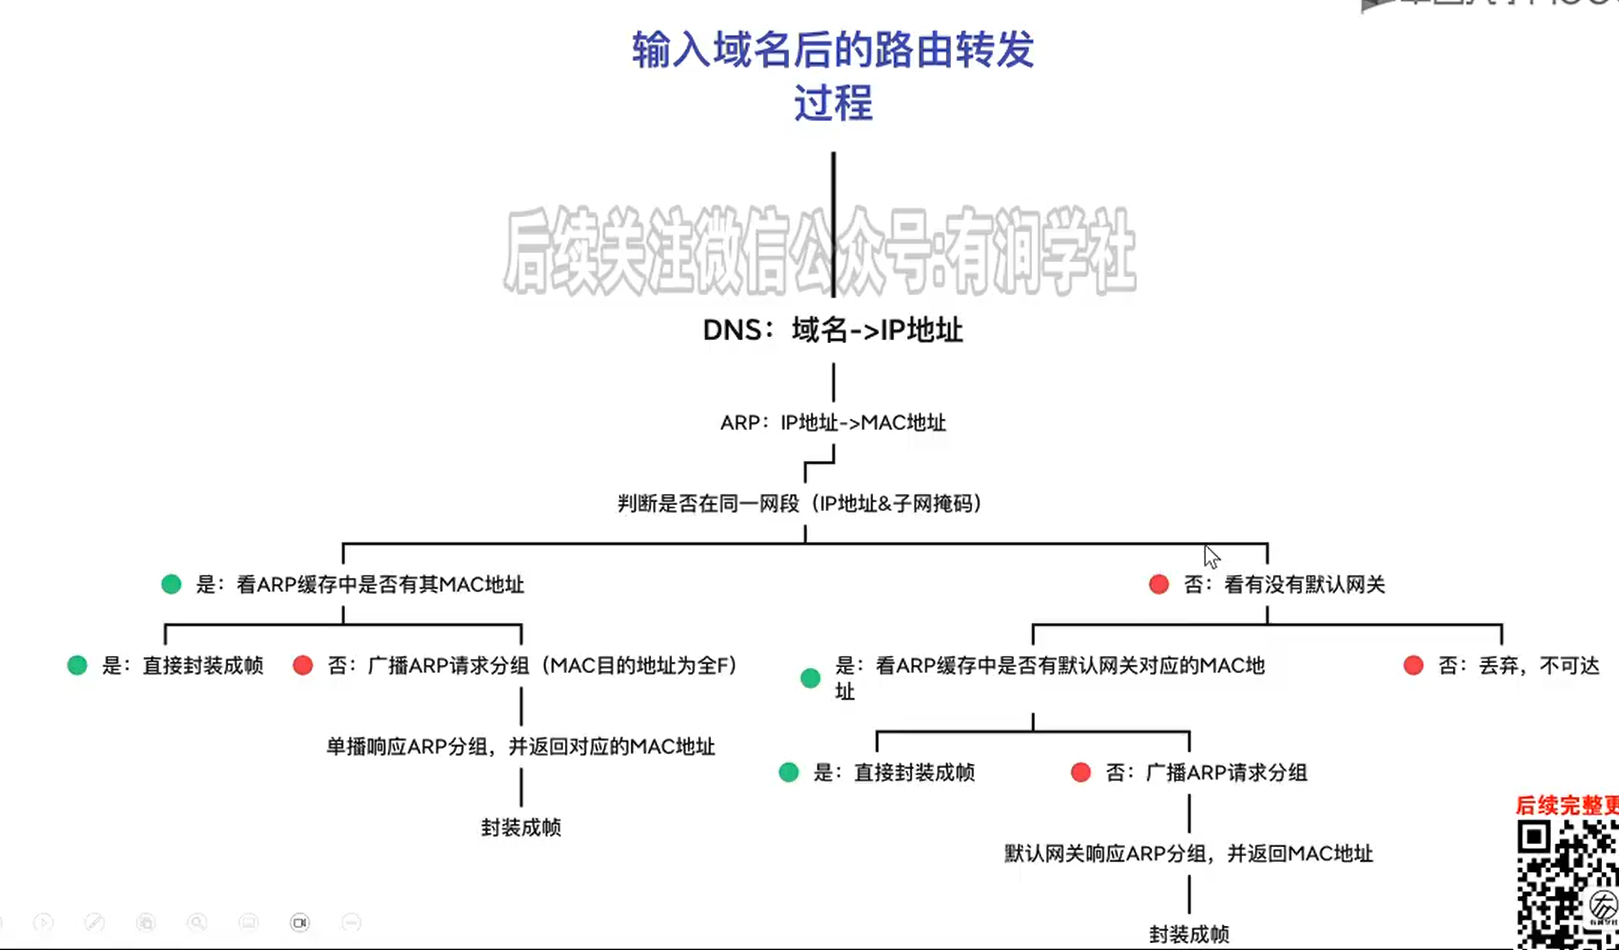 输入域名后的路由转发
过程
后续关注微信公众号:有涧学社
DNS：域名->IP地址
ARP：IP地址->MAC地址
判断是否在同一网段（IP地址&子网掩码）
是：看ARP缓存中是否有其MAC地址
否：看有没有默认网关
是：直接封装成帧
否：广播ARP请求分组（MAC目的地址为全F）
是：看ARP缓存中是否有默认网关对应的MAC地
址
否：丢弃，不可达
单播响应ARP分组，并返回对应的MAC地址
是：直接封装成帧
否：广播ARP请求分组
封装成帧
默认网关响应ARP分组，并返回MAC地址
封装成帧
后续完整更